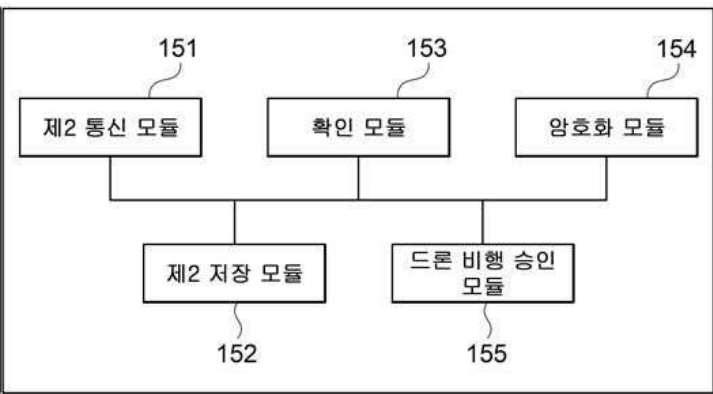 151
153
154
제2 통신 모듈
확인 모듈
암호화 모듈
제2 저장 모듈
드론 비행 승인
모듈
152
155